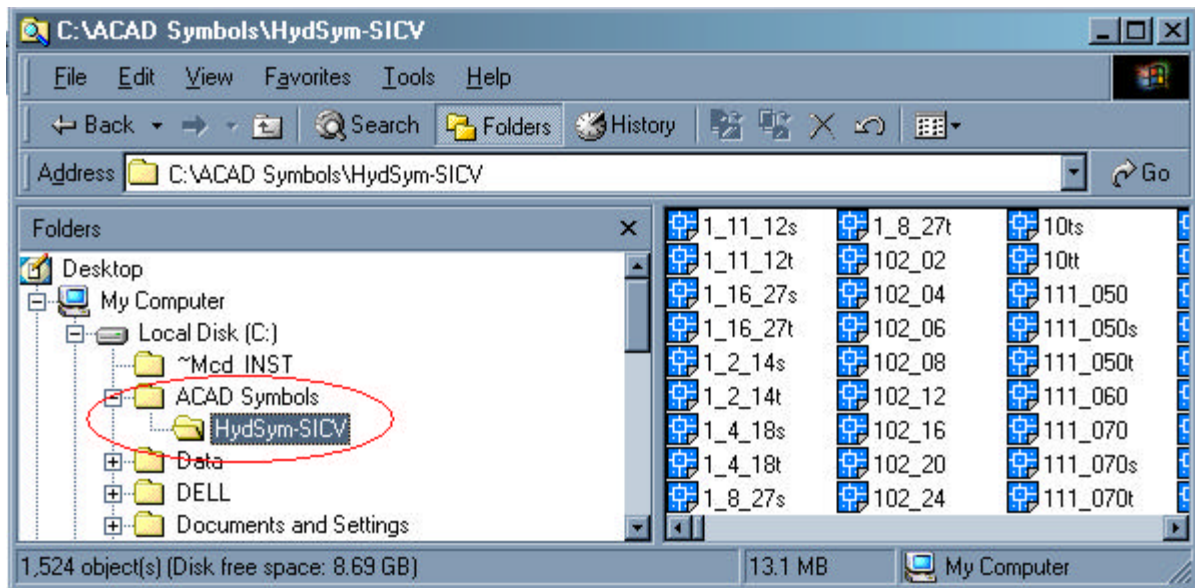 C:\ACAD Symbols\HydSym-SICV
File Edit View Favorites Tools Help
Back Search Folders History
Address C:\ACAD Symbols\HydSym-SICV Go
Folders
Desktop
My Computer
Local Disk (C:)
~Mcd INST
ACAD Symbols
HydSym-SICV
Data
DELL
Documents and Settings
1_11_12s 1_8_27t 10ts
1_11_12t 102_02 10tt
1_16_27s 102_04 111_050
1_16_27t 102_06 111_050s
1_2_14s 102_08 111_050t
1_2_14t 102_12 111_060
1_4_18s 102_16 111_070
1_4_18t 102_20 111_070s
1_8_27s 102_24 111_070t
1,524 object(s) (Disk free space: 8.69 GB) 13.1 MB My Computer